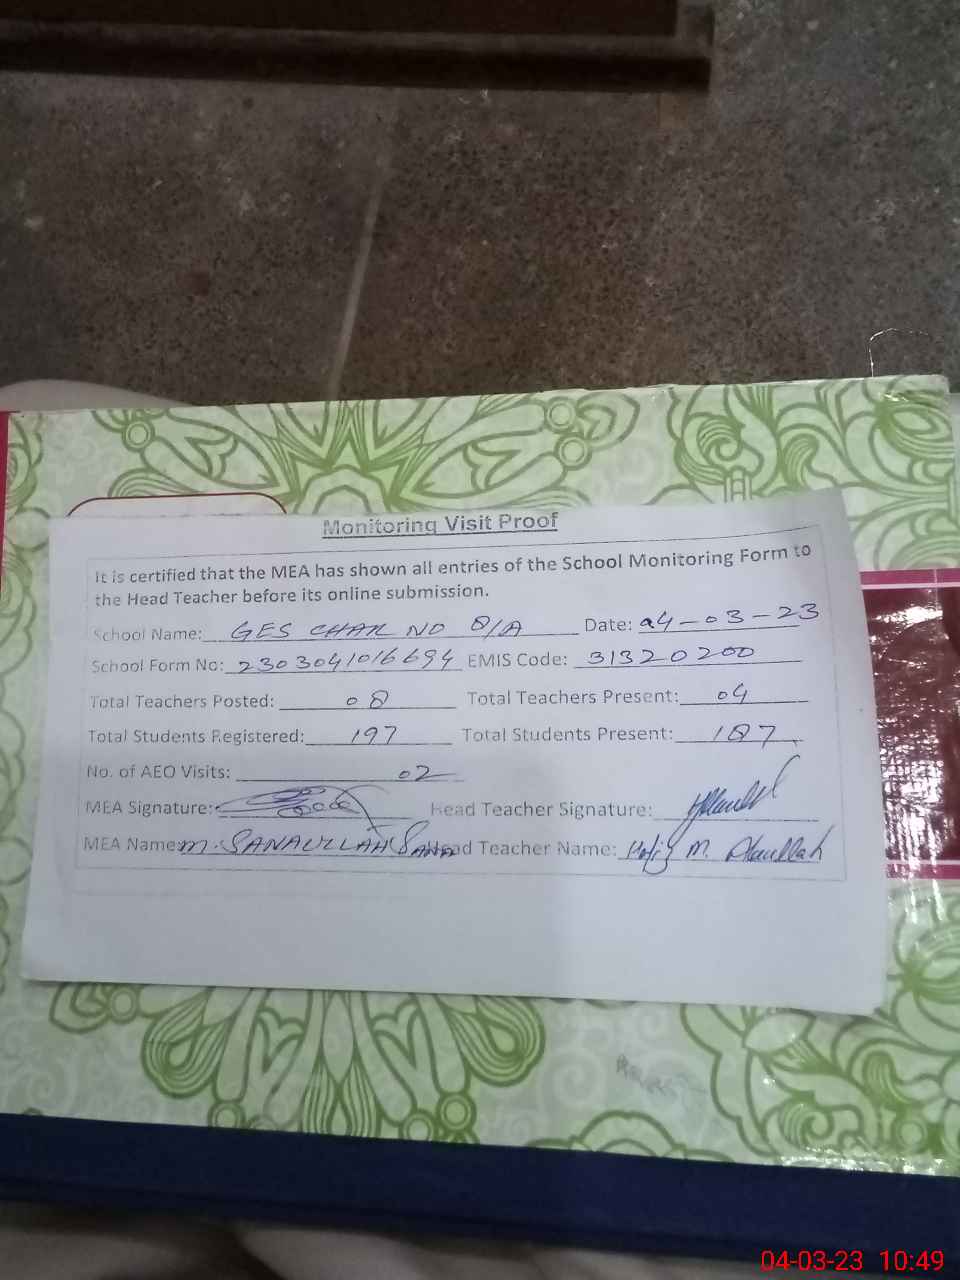 Monitoring Visit Proof
It is certified that the MEA has shown all entries of the School Monitoring Form to
the Head Teacher before its online submission.
School Name: GES CHAK NO 8/A Date: 04-03-23
School Form No: 2303041016694 EMIS Code: 31320200
Total Teachers Posted: 08 Total Teachers Present: 04
Total Students Registered: 197 Total Students Present: 187
No. of AEO Visits: 02
MEA Signature: Head Teacher Signature:
MEA Name: M. SANAULLAH SANA Head Teacher Name: Hafiz M. Ataullah
04-03-23 10:49